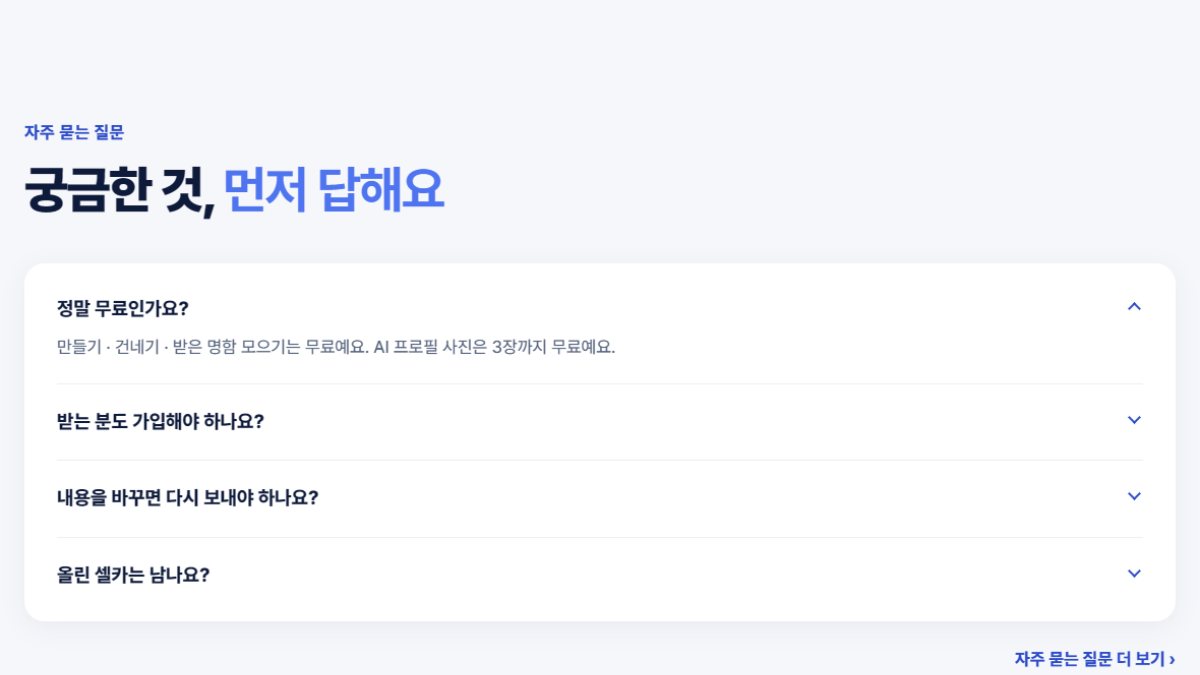 자주 묻는 질문
궁금한 것, 먼저 답해요
정말 무료인가요?
만들기 · 건네기 · 받은 명함 모으기는 무료예요. AI 프로필 사진은 3장까지 무료예요.
받는 분도 가입해야 하나요?
내용을 바꾸면 다시 보내야 하나요?
올린 셀카는 남나요?
자주 묻는 질문 더 보기 ›